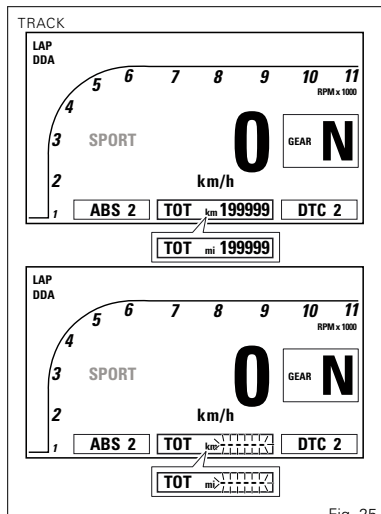 TRACK
LAP
DDA
5 6 7 8 9 10 11
RPM x 1000
4
3 SPORT 0 GEAR N
2
km/h
1 ABS 2 TOT km 199999 DTC 2
TOT mi 199999
LAP
DDA
5 6 7 8 9 10 11
RPM x 1000
4
3 SPORT 0 GEAR N
2
km/h
1 ABS 2 TOT km ------ DTC 2
TOT mi ------
Fig. 25